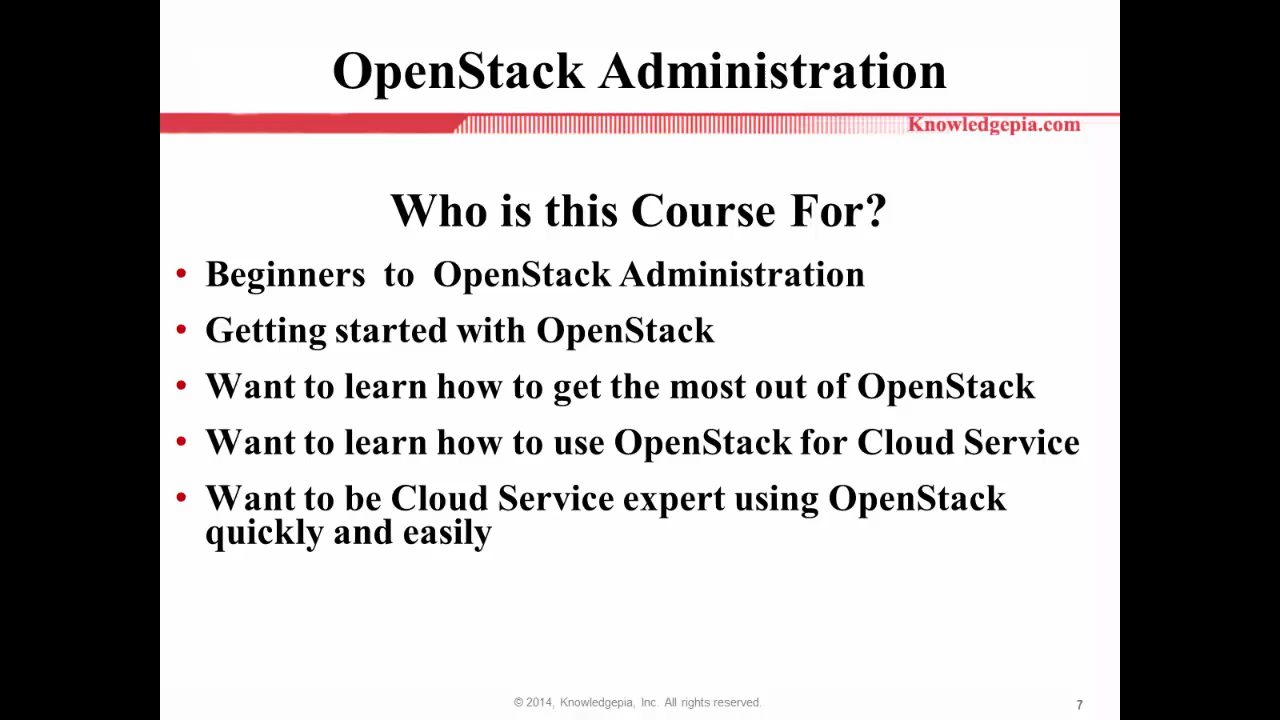 OpenStack Administration
Knowledgepia.com
Who is this Course For?
• Beginners to OpenStack Administration
• Getting started with OpenStack
• Want to learn how to get the most out of OpenStack
• Want to learn how to use OpenStack for Cloud Service
• Want to be Cloud Service expert using OpenStack
quickly and easily
© 2014, Knowledgepia, Inc. All rights reserved.
7